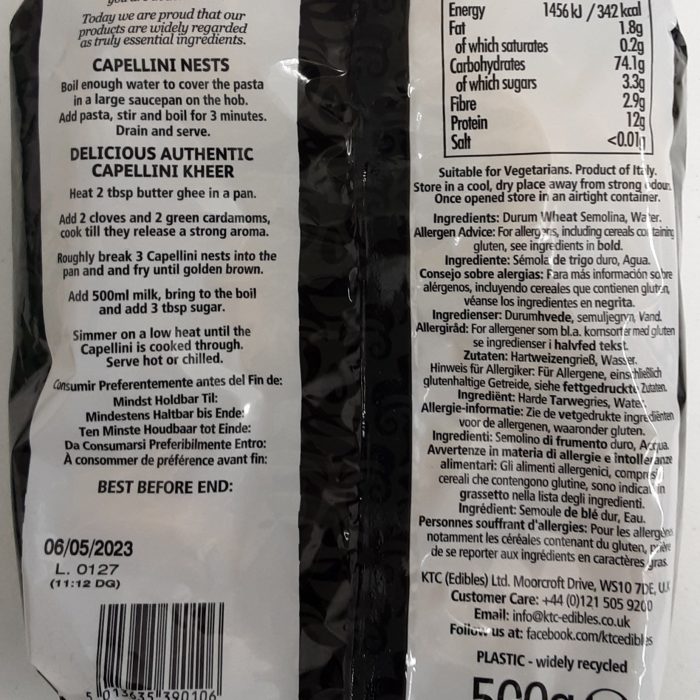 Today we are proud that our
products are widely regarded
as truly essential ingredients.
CAPELLINI NESTS
Boil enough water to cover the pasta
in a large saucepan on the hob.
Add pasta, stir and boil for 3 minutes.
Drain and serve.
DELICIOUS AUTHENTIC
CAPELLINI KHEER
Heat 2 tbsp butter ghee in a pan.
Add 2 cloves and 2 green cardamoms,
cook till they release a strong aroma.
Roughly break 3 Capellini nests into the
pan and and fry until golden brown.
Add 500ml milk, bring to the boil
and add 3 tbsp sugar.
Simmer on a low heat until the
Capellini is cooked through.
Serve hot or chilled.
Consumir Preferentemente antes del Fin de:
Mindst Holdbar Til:
Mindestens Haltbar bis Ende:
Ten Minste Houdbaar tot Einde:
Da Consumarsi Preferibilmente Entro:
À consommer de préférence avant fin:
BEST BEFORE END:
06/05/2023
L. 0127
(11:12 DG)
5 013635 390106
Energy 1456 kJ / 342 kcal
Fat 1.8g
of which saturates 0.2g
Carbohydrates 74.1g
of which sugars 3.3g
Fibre 2.9g
Protein 12g
Salt <0.01g
Suitable for Vegetarians. Product of Italy.
Store in a cool, dry place away from strong odour.
Once opened store in an airtight container.
Ingredients: Durum Wheat Semolina, Water.
Allergen Advice: For allergens, including cereals containing
gluten, see ingredients in bold.
Ingrediente: Sémola de trigo duro, Agua.
Consejo sobre alergias: Para más información sobre
alérgenos, incluyendo cereales que contienen gluten,
véanse los ingredientes en negrita.
Ingredienser: Durumhvede, semuljegryn, Vand.
Allergiråd: For allergener som bl.a. kornsorter med gluten
se ingredienser i halvfed tekst.
Zutaten: Hartweizengrieß, Wasser.
Hinweis für Allergiker: Für Allergene, einschließlich
glutenhaltige Getreide, siehe fettgedruckte Zutaten.
Ingrediënt: Harde Tarwegries, Water.
Allergie-informatie: Zie de vetgedrukte ingrediënten
voor de allergenen, waaronder gluten.
Ingredienti: Semolino di frumento duro, Acqua.
Avvertenze in materia di allergie e intolleranze
alimentari: Gli alimenti allergenici, compresi
cereali che contengono glutine, sono indicati in
grassetto nella lista degli ingredienti.
Ingrédient: Semoule de blé dur, Eau.
Personnes souffrant d'allergies: Pour les allergènes
notamment les céréales contenant du gluten, prière
de se reporter aux ingrédients en caractères gras.
KTC (Edibles) Ltd. Moorcroft Drive, WS10 7DE, U.K
Customer Care: +44 (0)121 505 9200
Email: info@ktc-edibles.co.uk
Follow us at: facebook.com/ktcedibles
PLASTIC - widely recycled